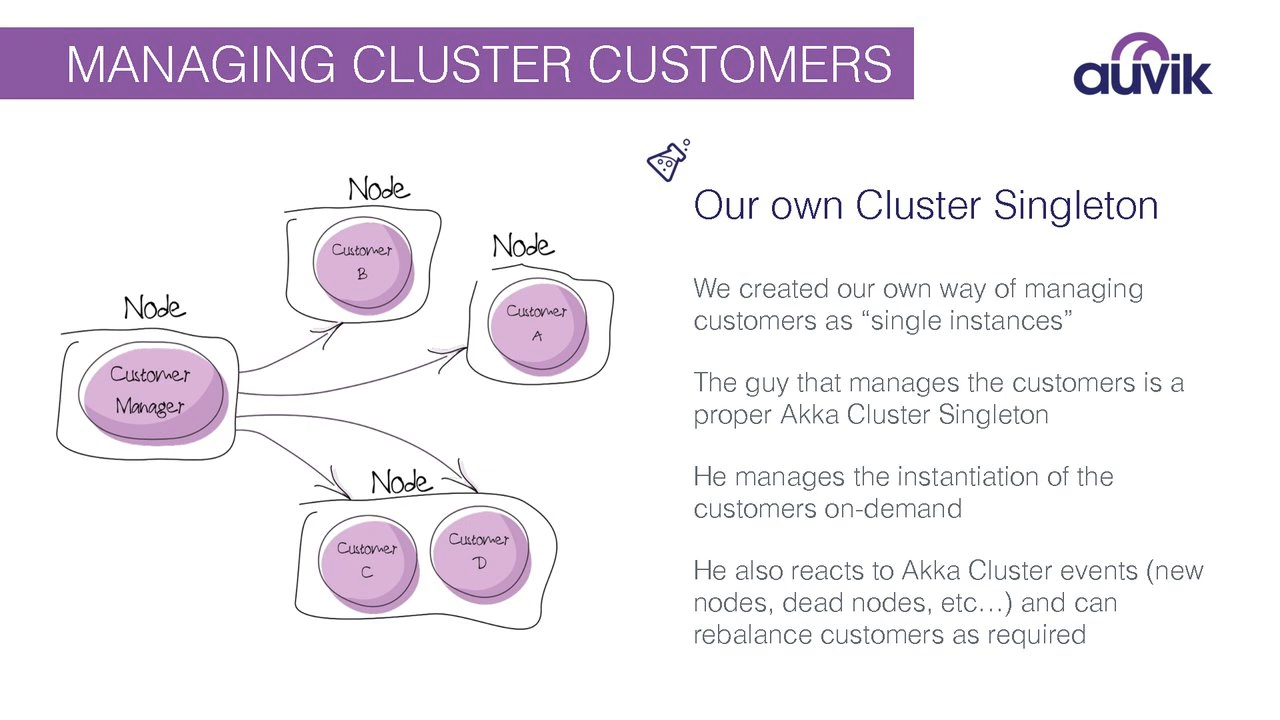 MANAGING CLUSTER CUSTOMERS
auvik
Node
Customer
B
Node
Customer
A
Node
Customer
Manager
Node
Customer
C
Customer
D
Our own Cluster Singleton
We created our own way of managing
customers as “single instances”
The guy that manages the customers is a
proper Akka Cluster Singleton
He manages the instantiation of the
customers on-demand
He also reacts to Akka Cluster events (new
nodes, dead nodes, etc…) and can
rebalance customers as required